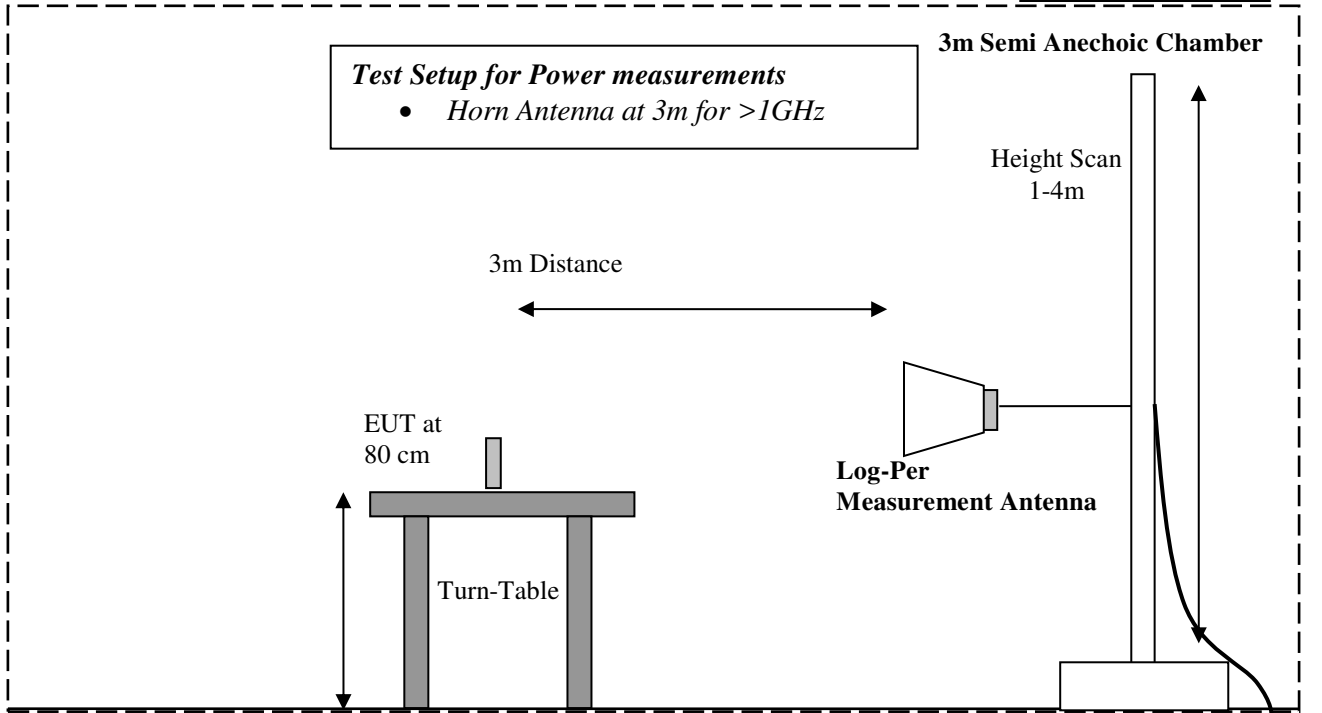 3m Semi Anechoic Chamber
Test Setup for Power measurements
• Horn Antenna at 3m for >1GHz
Height Scan
1-4m
3m Distance
EUT at
80 cm
Log-Per
Measurement Antenna
Turn-Table